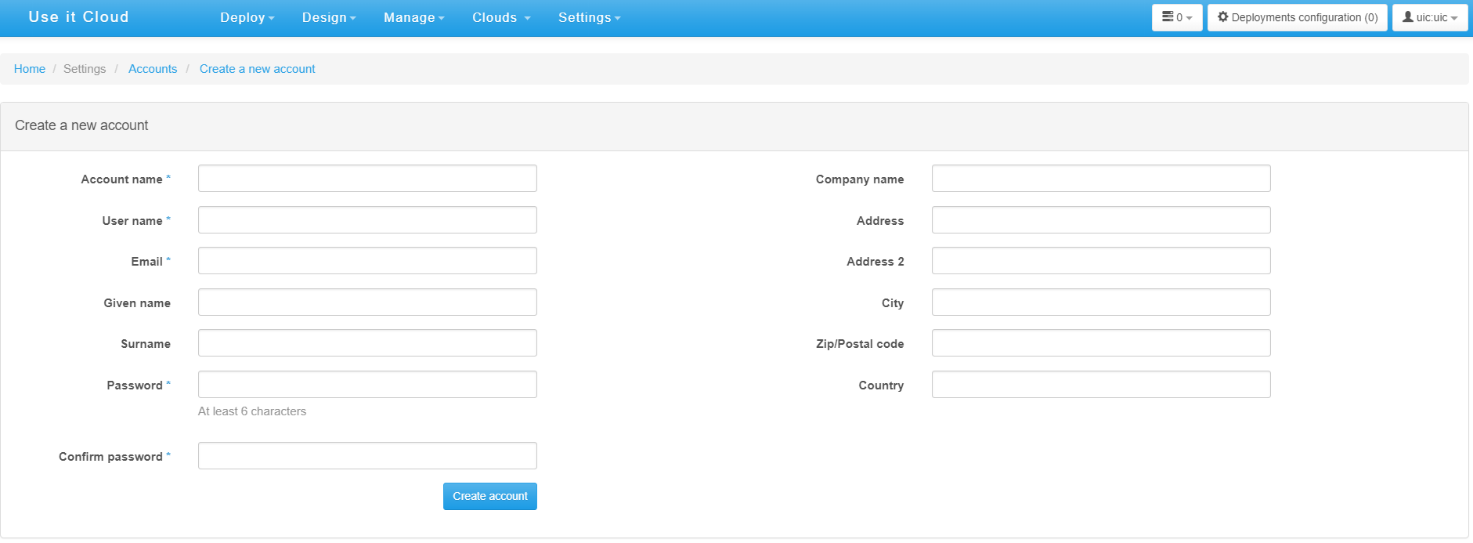 Use it Cloud Deploy Design Manage Clouds Settings 0 Deployments configuration (0) uic:uic
Home / Settings / Accounts / Create a new account
Create a new account
Account name * Company name
User name * Address
Email * Address 2
Given name City
Surname Zip/Postal code
Password * Country
At least 6 characters
Confirm password *
Create account